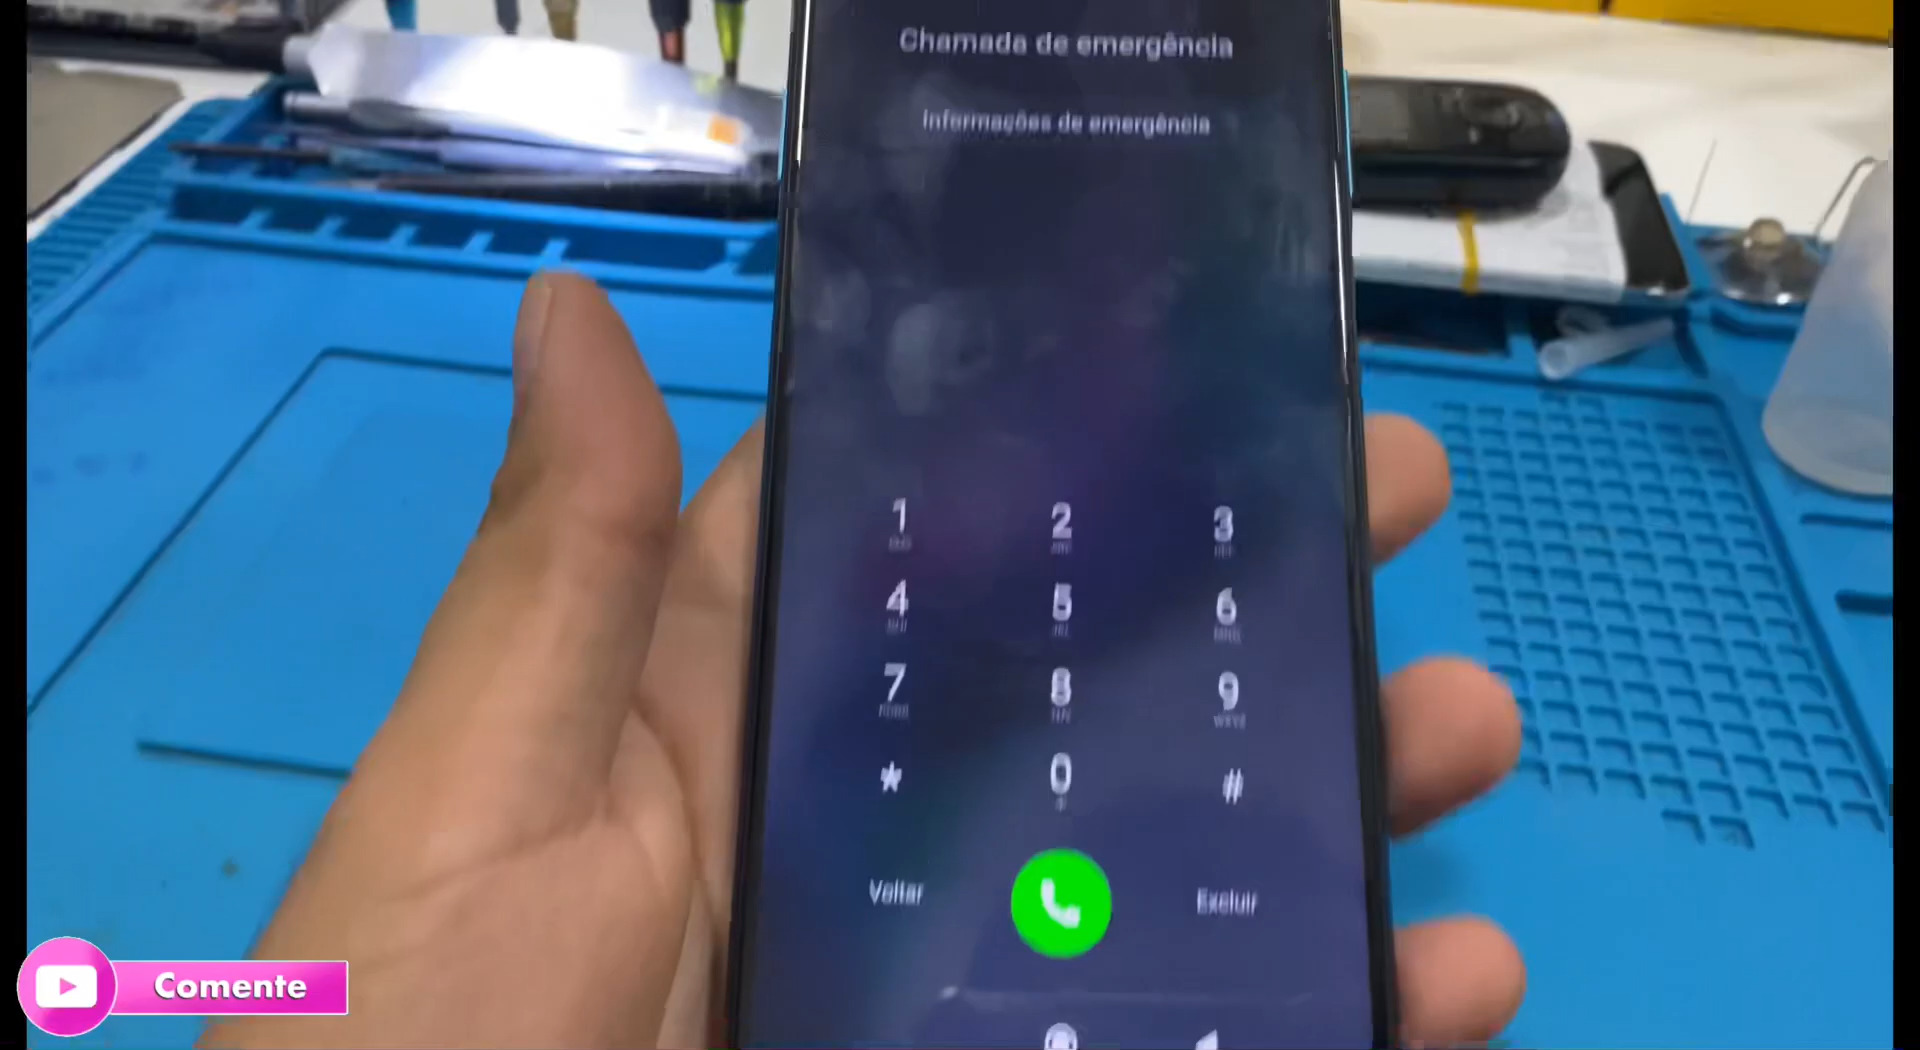 Chamada de emergência
Informações de emergência
1 2 3
4 5 6
7 8 9
WXYZ
* 0 #
+
Voltar Excluir
Comente